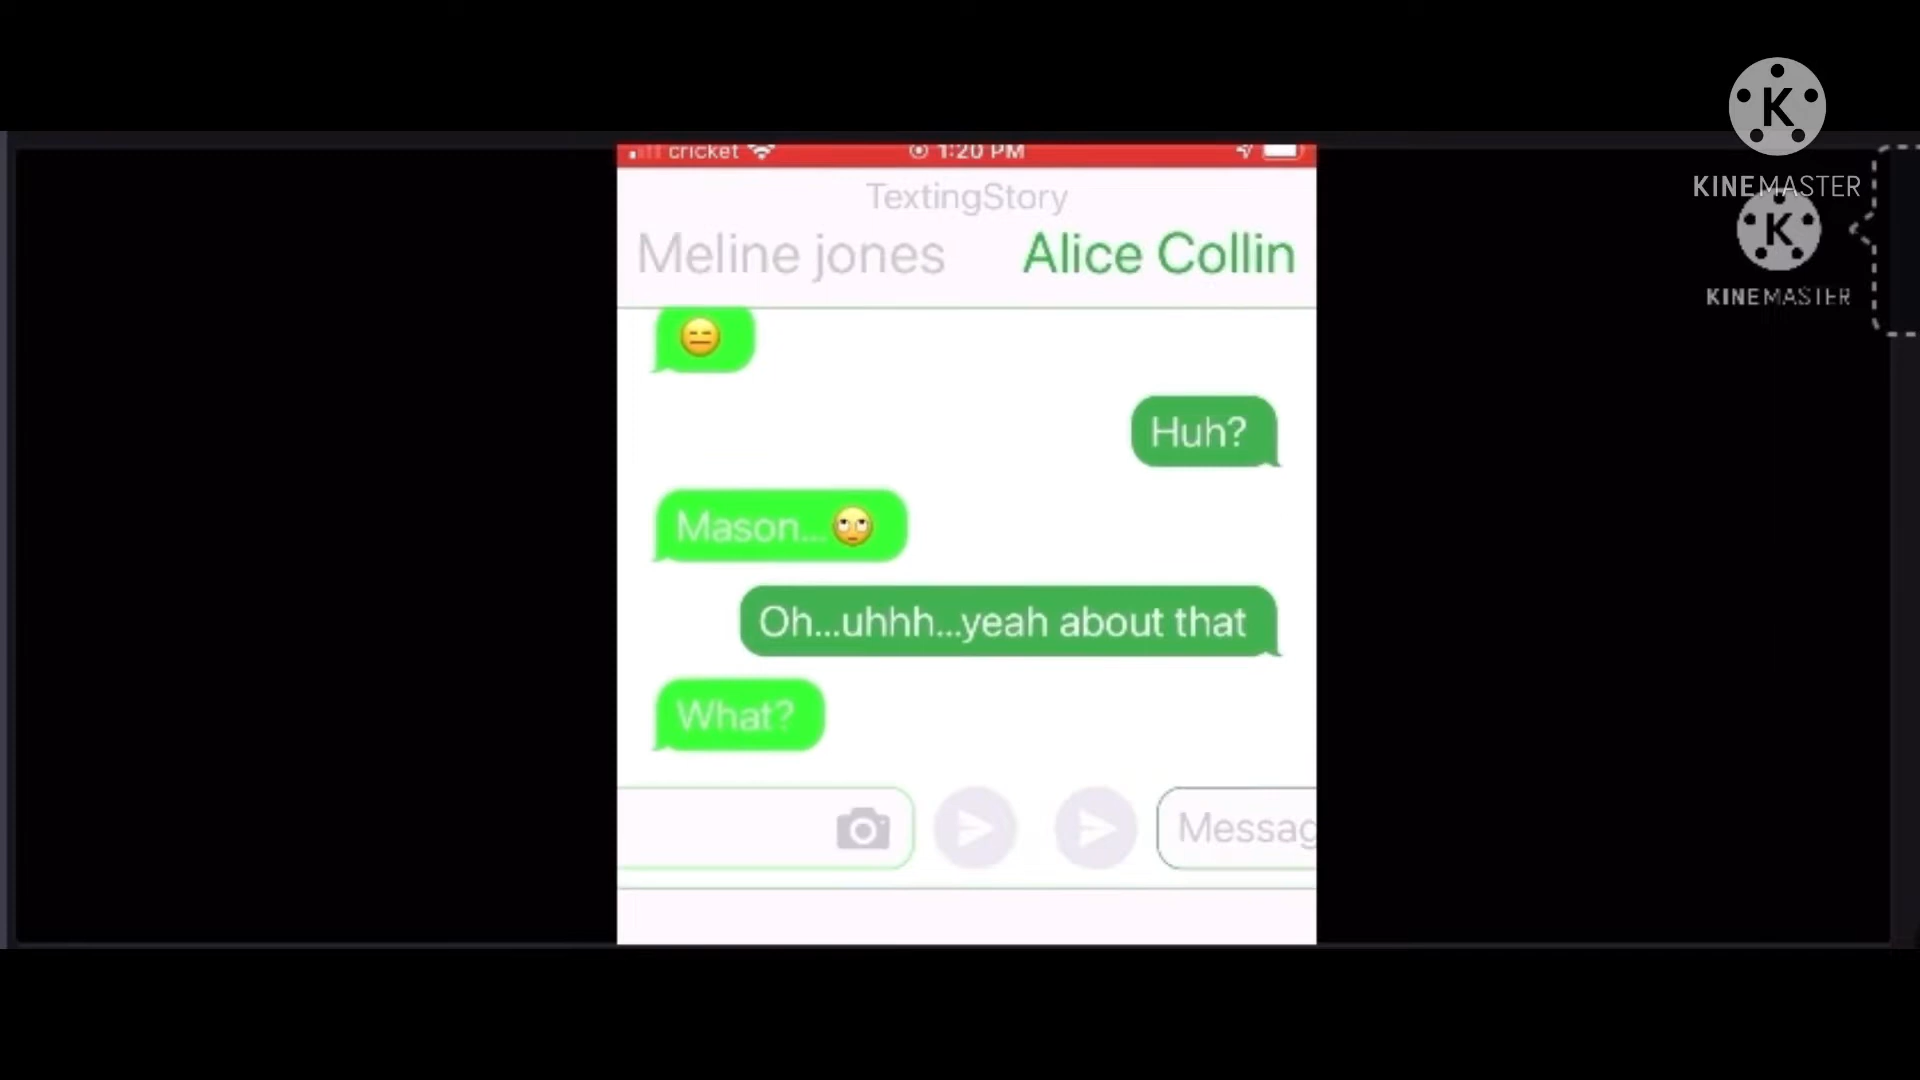 cricket 1:20 PM
TextingStory
Meline jones Alice Collin
😑
Huh?
Mason...🙄
Oh...uhhh...yeah about that
What?
Messag
K
KINEMASTER
K
KINEMASTER